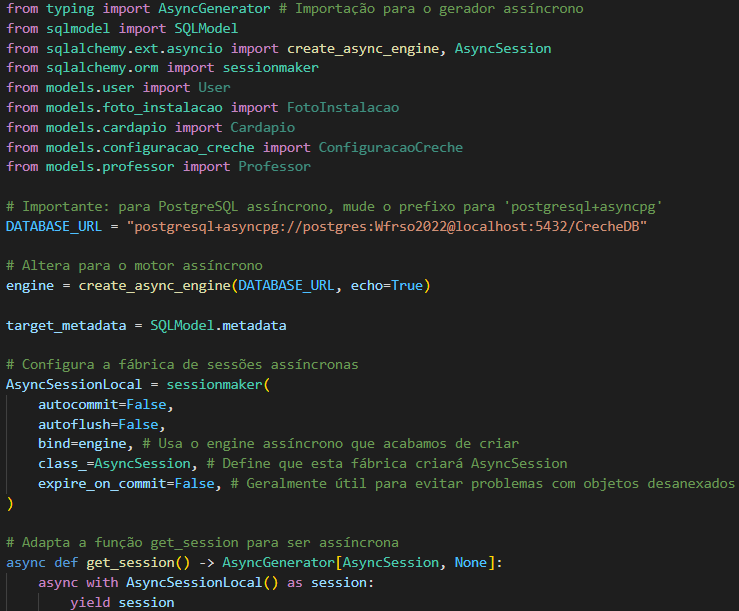 from typing import AsyncGenerator # Importação para o gerador assíncrono
from sqlmodel import SQLModel
from sqlalchemy.ext.asyncio import create_async_engine, AsyncSession
from sqlalchemy.orm import sessionmaker
from models.user import User
from models.foto_instalacao import FotoInstalacao
from models.cardapio import Cardapio
from models.configuracao_creche import ConfiguracaoCreche
from models.professor import Professor

# Importante: para PostgreSQL assíncrono, mude o prefixo para 'postgresql+asyncpg'
DATABASE_URL = "postgresql+asyncpg://postgres:Wfrso2022@localhost:5432/CrecheDB"

# Altera para o motor assíncrono
engine = create_async_engine(DATABASE_URL, echo=True)

target_metadata = SQLModel.metadata

# Configura a fábrica de sessões assíncronas
AsyncSessionLocal = sessionmaker(
    autocommit=False,
    autoflush=False,
    bind=engine, # Usa o engine assíncrono que acabamos de criar
    class_=AsyncSession, # Define que esta fábrica criará AsyncSession
    expire_on_commit=False, # Geralmente útil para evitar problemas com objetos desanexados
)

# Adapta a função get_session para ser assíncrona
async def get_session() -> AsyncGenerator[AsyncSession, None]:
    async with AsyncSessionLocal() as session:
        yield session